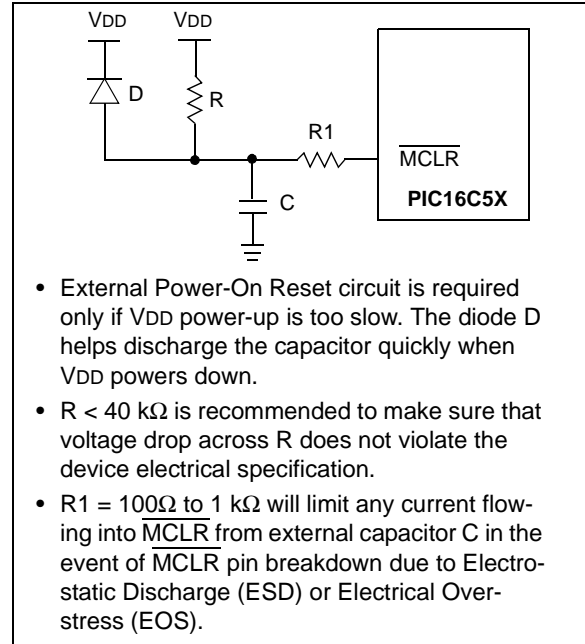 VDD VDD
D
R
R1
MCLR
C
PIC16C5X
• External Power-On Reset circuit is required
only if VDD power-up is too slow. The diode D
helps discharge the capacitor quickly when
VDD powers down.
• R < 40 kΩ is recommended to make sure that
voltage drop across R does not violate the
device electrical specification.
• R1 = 100Ω to 1 kΩ will limit any current flow-
ing into MCLR from external capacitor C in the
event of MCLR pin breakdown due to Electro-
static Discharge (ESD) or Electrical Over-
stress (EOS).